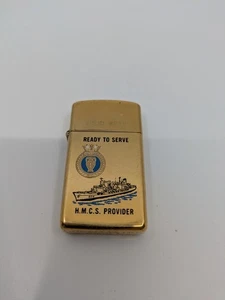 READY TO SERVE
H.M.C.S. PROVIDER